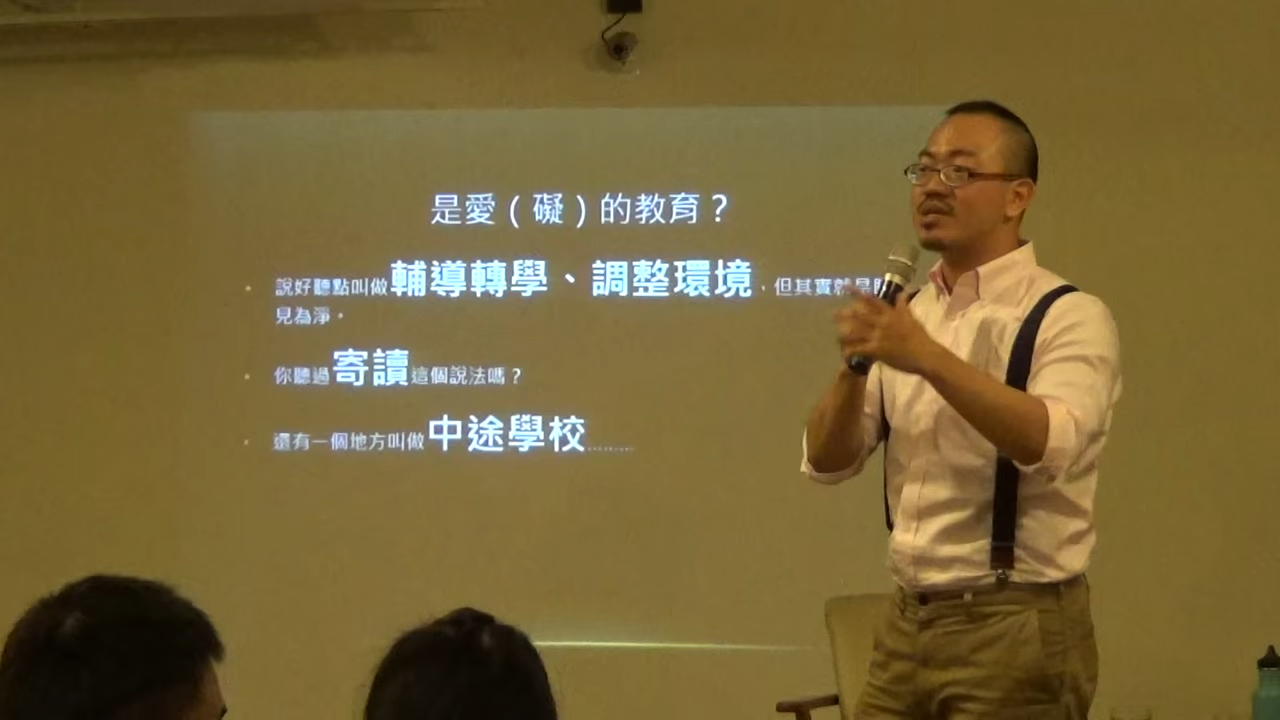 是愛（礙）的教育？
說好聽點叫做輔導轉學、調整環境，但其實就是
見為淨。
你聽過寄讀這個說法嗎？
還有一個地方叫做中途學校……